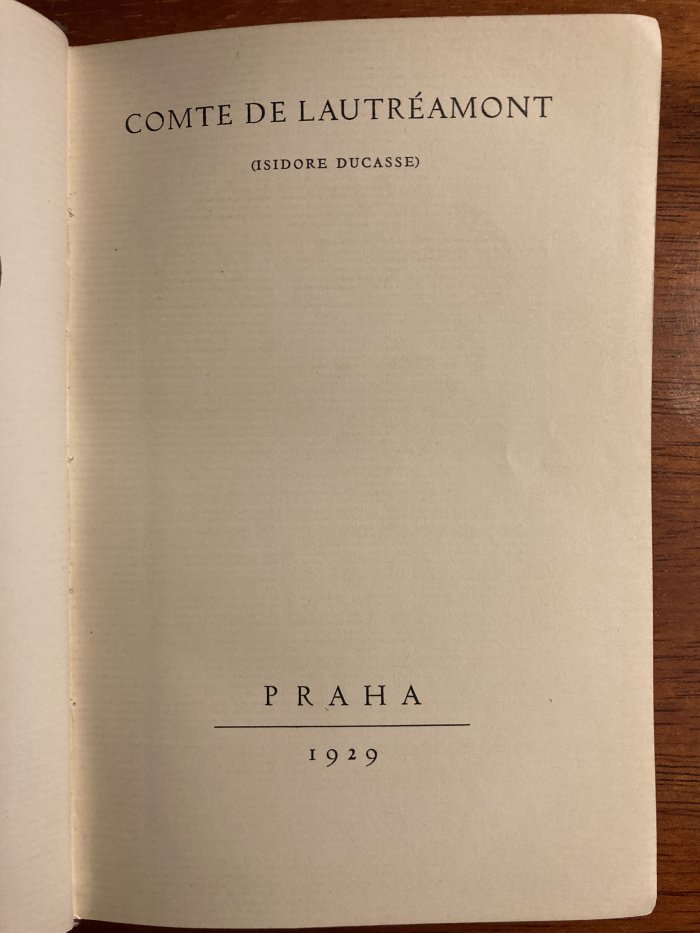 COMTE DE LAUTRÉAMONT
(ISIDORE DUCASSE)
PRAHA
1929